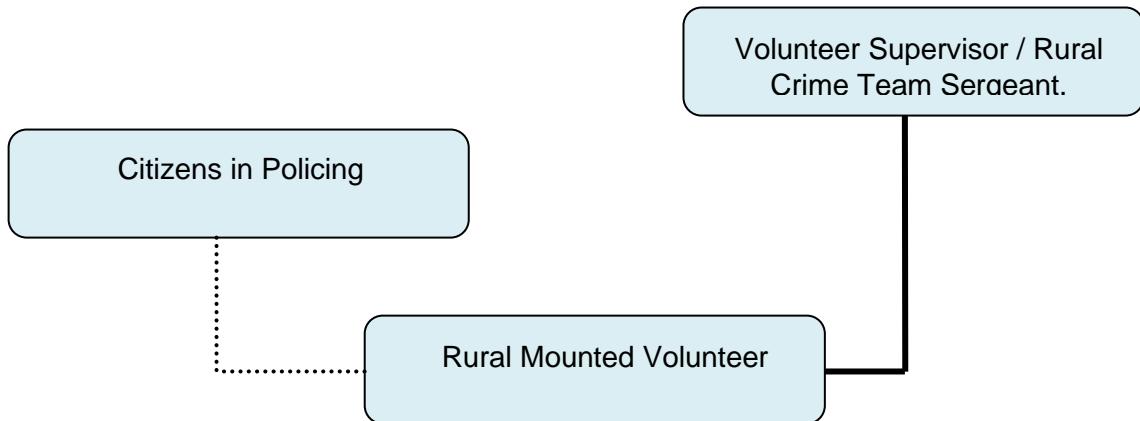 Volunteer Supervisor / Rural
Crime Team Sergeant.
Citizens in Policing
Rural Mounted Volunteer